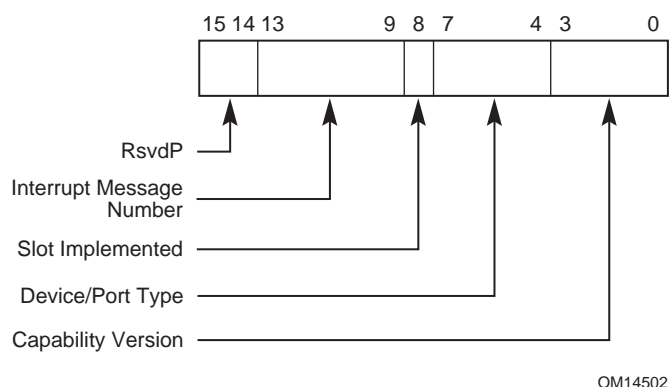 15 14 13 9 8 7 4 3 0
RsvdP
Interrupt Message
Number
Slot Implemented
Device/Port Type
Capability Version
OM14502